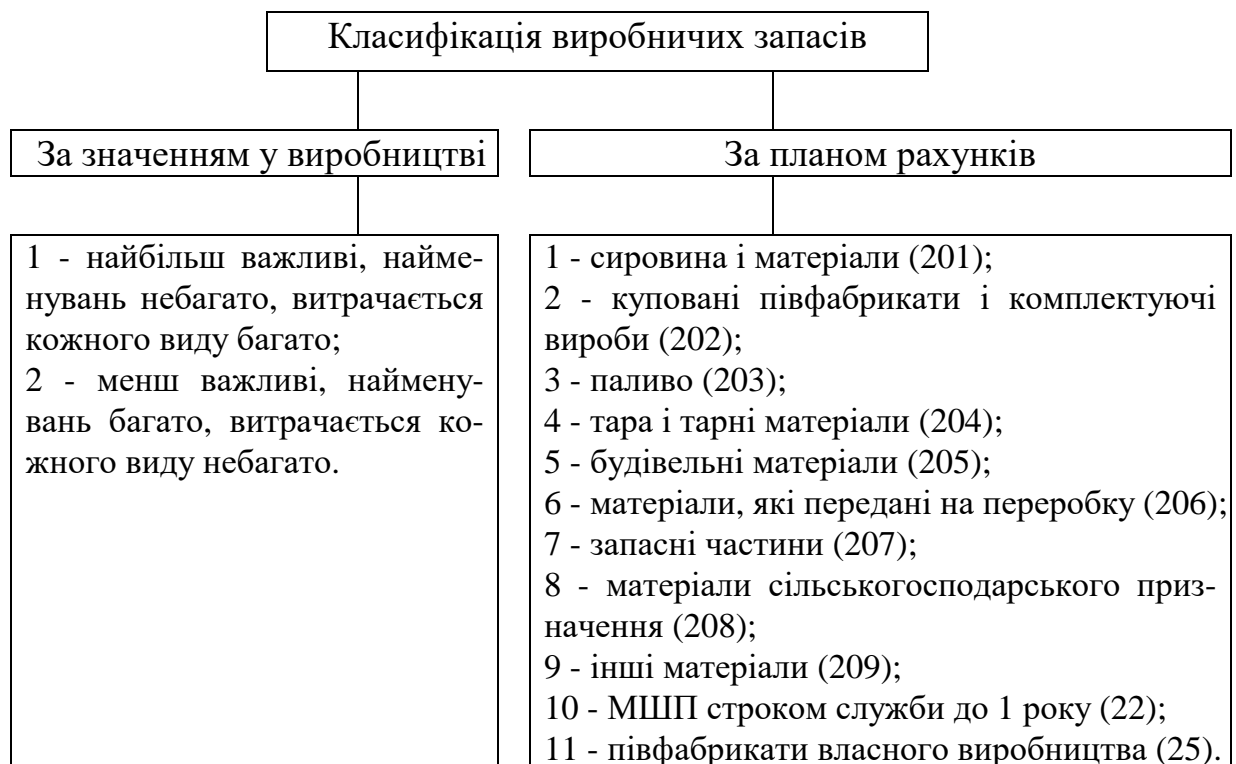 Класифікація виробничих запасів
За значенням у виробництві
За планом рахунків
1 - найбільш важливі, найме-
нувань небагато, витрачається
кожного виду багато;
2 - менш важливі, наймену-
вань багато, витрачається ко-
жного виду небагато.
1 - сировина і матеріали (201);
2 - куповані півфабрикати і комплектуючі
вироби (202);
3 - паливо (203);
4 - тара і тарні матеріали (204);
5 - будівельні матеріали (205);
6 - матеріали, які передані на переробку (206);
7 - запасні частини (207);
8 - матеріали сільськогосподарського приз-
начення (208);
9 - інші матеріали (209);
10 - МШП строком служби до 1 року (22);
11 - півфабрикати власного виробництва (25).